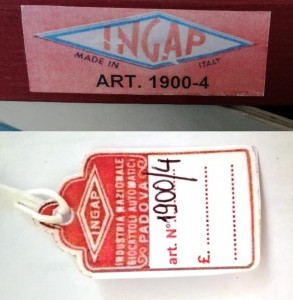 INGAP
MADE IN ITALY
ART. 1900-4
INGAP
INDUSTRIA NAZIONALE
GIOCATTOLI AUTOMATICI
PADOVA
art. N° 1900/4
£.